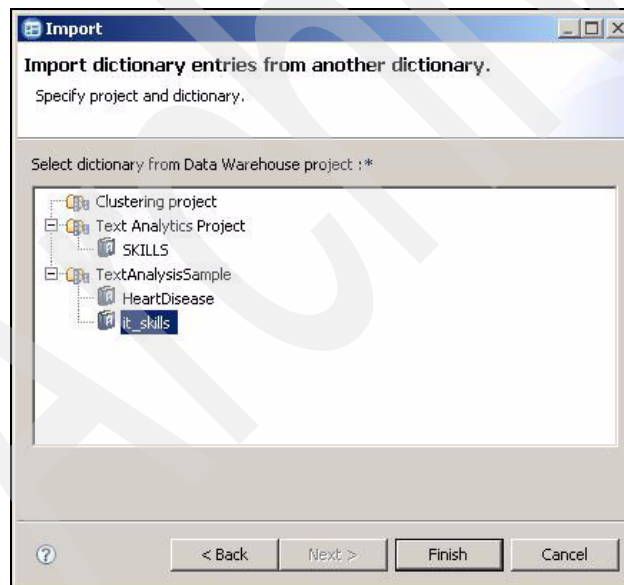 Import
Import dictionary entries from another dictionary.
Specify project and dictionary.
Select dictionary from Data Warehouse project :*
Clustering project
Text Analytics Project
SKILLS
TextAnalysisSample
HeartDisease
it_skills
< Back Next > Finish Cancel